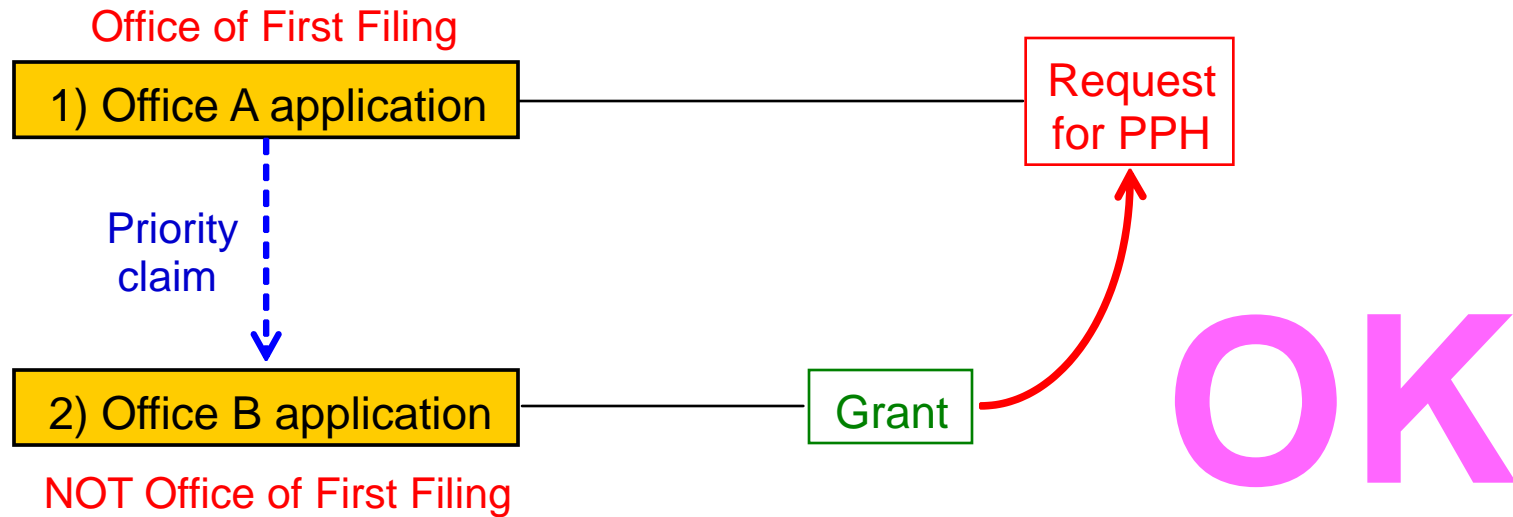 Office of First Filing
1) Office A application
Request
for PPH
Priority
claim
OK
2) Office B application
Grant
NOT Office of First Filing